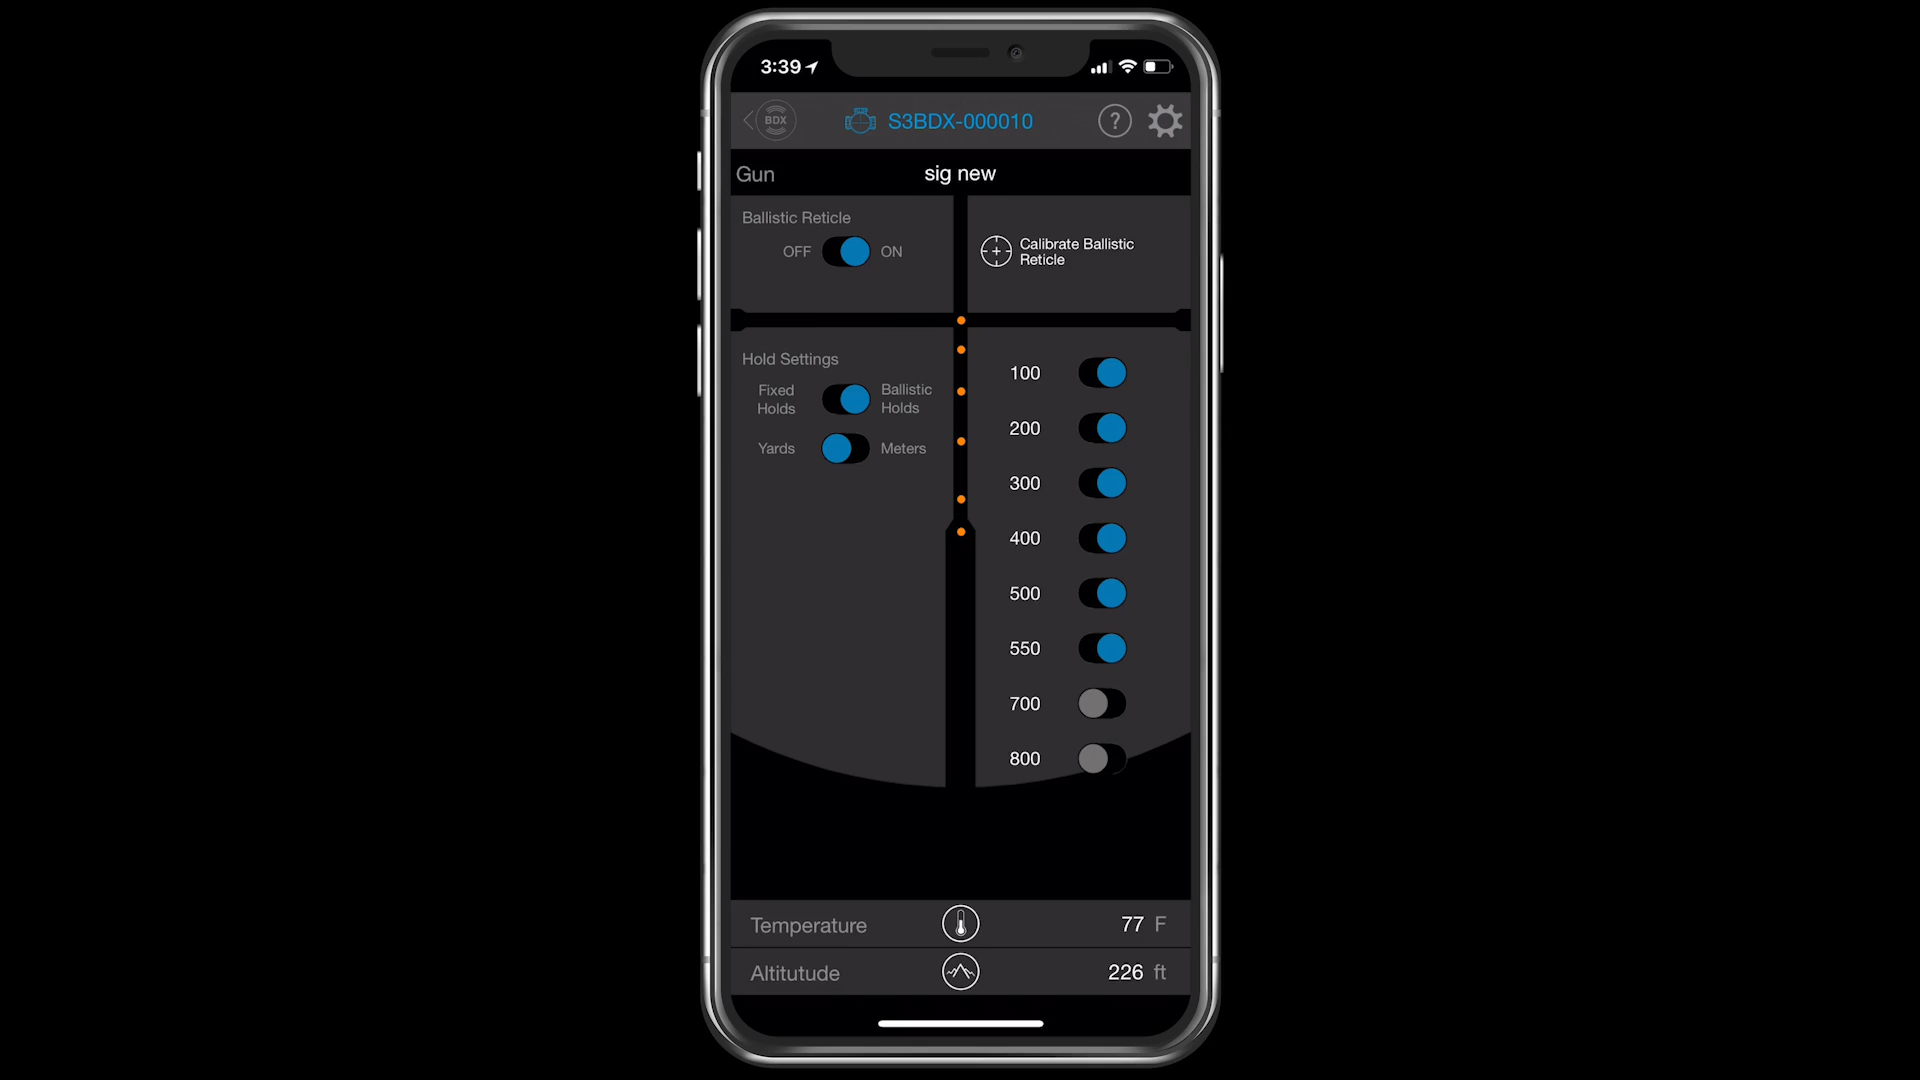 3:39
BDX
S3BDX-000010
?
Gun
sig new
Ballistic Reticle
OFF
ON
Calibrate Ballistic
Reticle
Hold Settings
Fixed
Holds
Ballistic
Holds
Yards
Meters
100
200
300
400
500
550
700
800
Temperature
77 F
Altitutude
226 ft